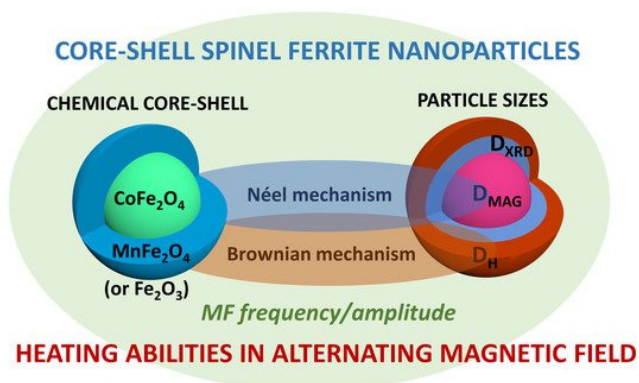 CORE-SHELL SPINEL FERRITE NANOPARTICLES
CHEMICAL CORE-SHELL
PARTICLE SIZES
CoFe₂O₄
MnFe₂O₄
(or Fe₂O₃)
Néel mechanism
Brownian mechanism
D_XRD
D_MAG
D_H
MF frequency/amplitude
HEATING ABILITIES IN ALTERNATING MAGNETIC FIELD